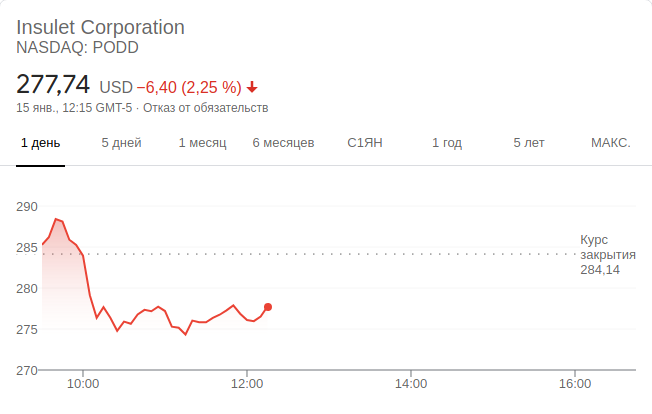 Insulet Corporation
NASDAQ: PODD
277,74 USD −6,40 (2,25 %)
15 янв., 12:15 GMT-5 · Отказ от обязательств
1 день 5 дней 1 месяц 6 месяцев С1ЯН 1 год 5 лет МАКС.
290
285
280
275
270
Курс
закрытия
284,14
10:00 12:00 14:00 16:00